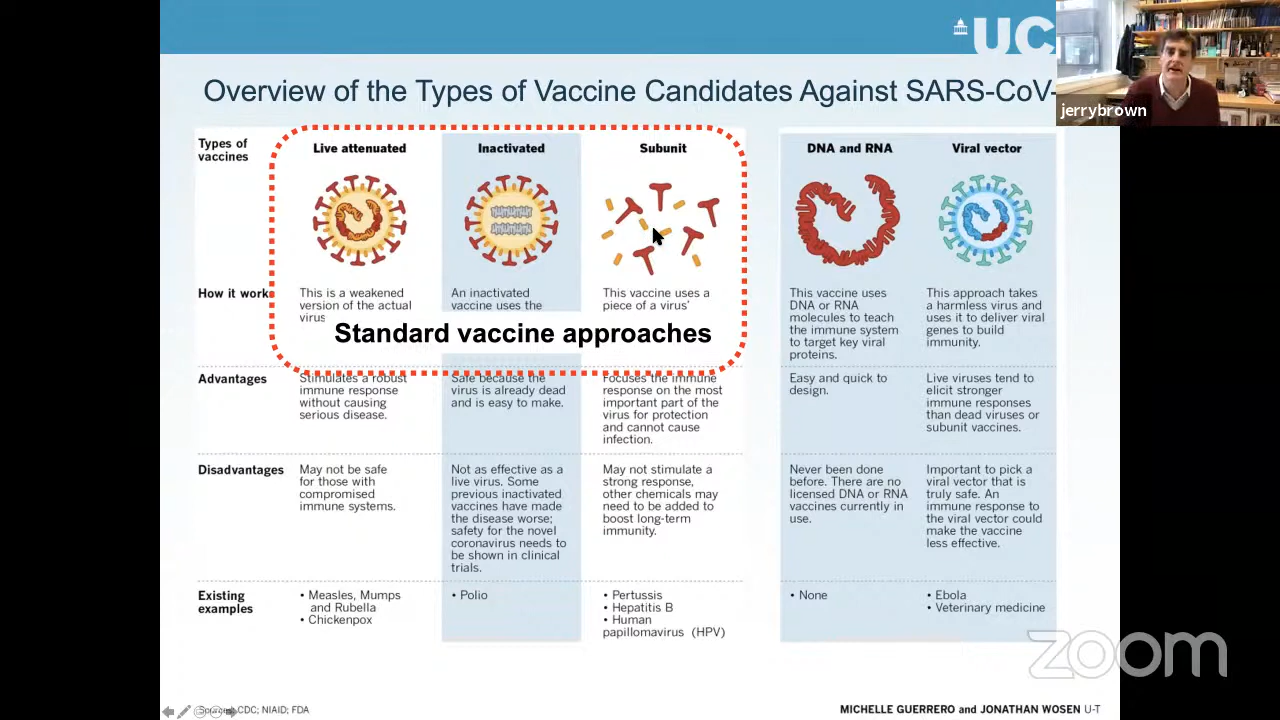 UC
jerrybrown
Overview of the Types of Vaccine Candidates Against SARS-CoV-
Types of
vaccines
Live attenuated
Inactivated
Subunit
DNA and RNA
Viral vector
How it work
This is a weakened
version of the actual
virus
An inactivated
vaccine uses the
This vaccine uses a
piece of a virus'
This vaccine uses
DNA or RNA
molecules to teach
the immune system
to target key viral
proteins.
This approach takes
a harmless virus and
uses it to deliver viral
genes to build
immunity.
Standard vaccine approaches
Advantages
Stimulates a robust
immune response
without causing
serious disease.
Safe because the
virus is already dead
and is easy to make.
Focuses the immune
response on the most
important part of the
virus for protection
and cannot cause
infection.
Easy and quick to
design.
Live viruses tend to
elicit stronger
immune responses
than dead viruses or
subunit vaccines.
Disadvantages
May not be safe
for those with
compromised
immune systems.
Not as effective as a
live virus. Some
previous inactivated
vaccines have made
the disease worse;
safety for the novel
coronavirus needs to
be shown in clinical
trials.
May not stimulate a
strong response,
other chemicals may
need to be added to
boost long-term
immunity.
Never been done
before. There are no
licensed DNA or RNA
vaccines currently in
use.
Important to pick a
viral vector that is
truly safe. An
immune response to
the viral vector could
make the vaccine
less effective.
Existing
examples
• Measles, Mumps
and Rubella
• Chickenpox
• Polio
• Pertussis
• Hepatitis B
• Human
papillomavirus (HPV)
• None
• Ebola
• Veterinary medicine
zoom
CDC; NIAID; FDA
MICHELLE GUERRERO and JONATHAN WOSEN U-T